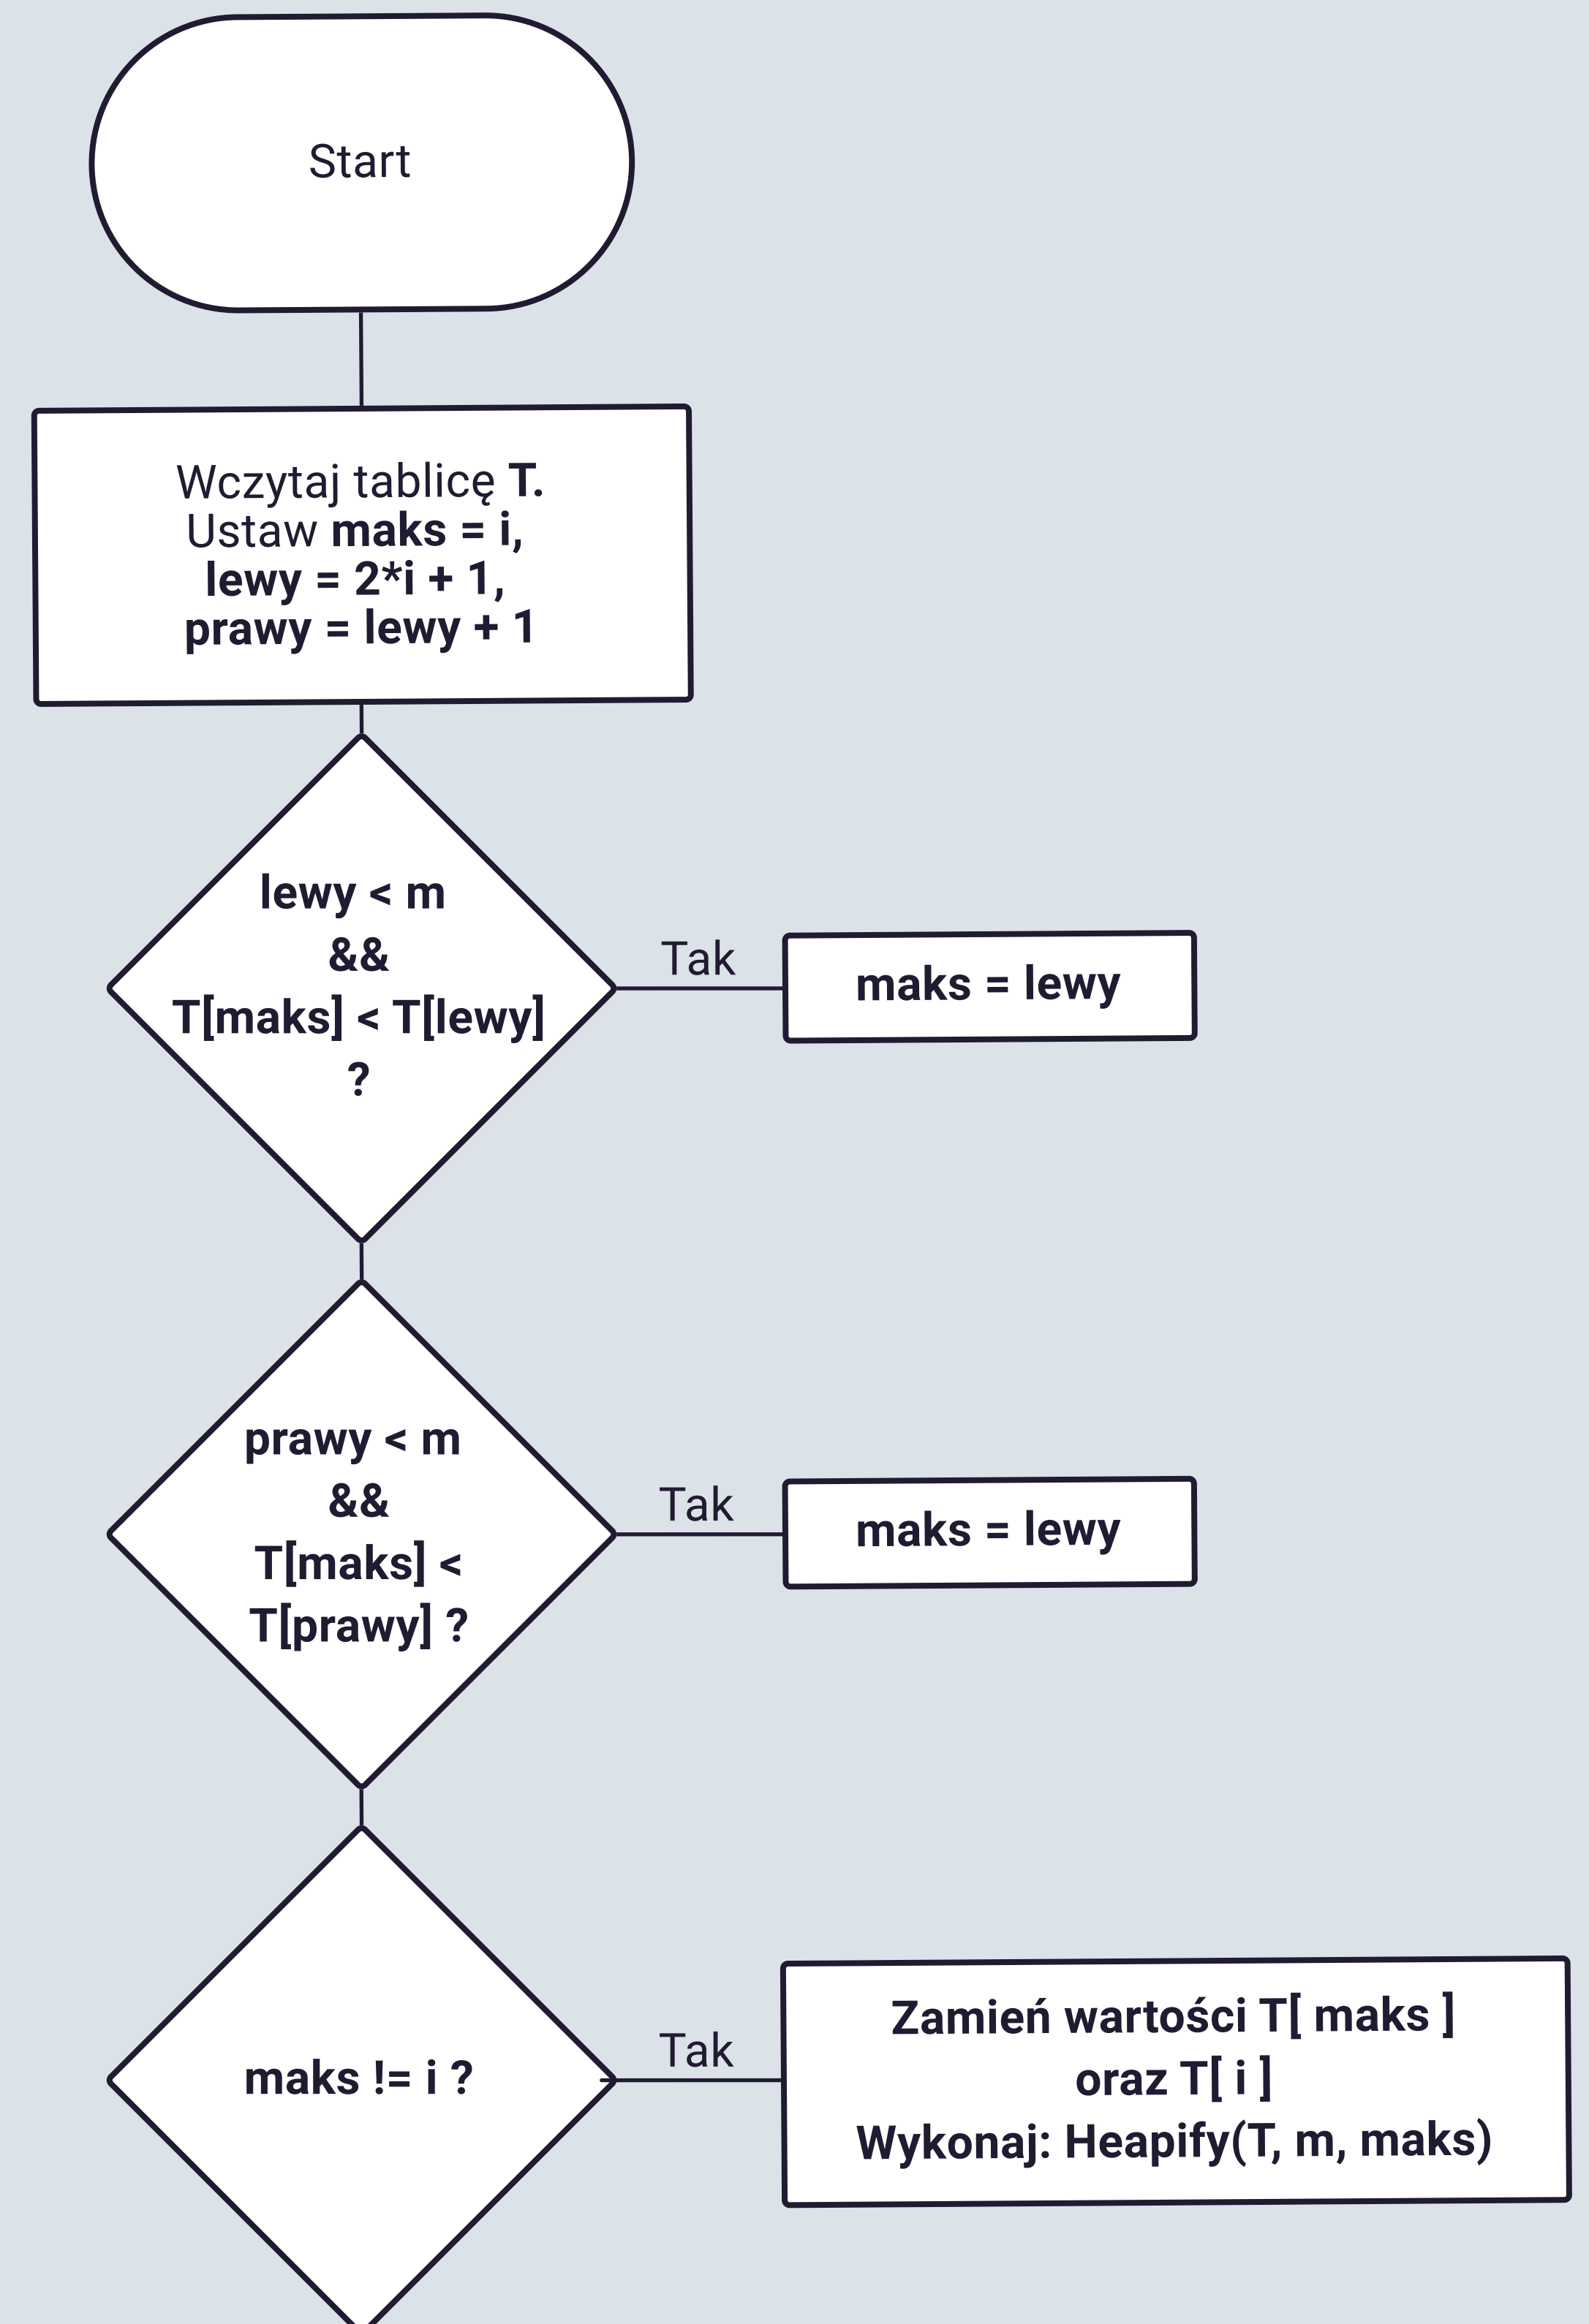 Start
Wczytaj tablicę T.
Ustaw maks = i,
lewy = 2*i + 1,
prawy = lewy + 1
lewy < m
&&
T[maks] < T[lewy]
?
Tak
maks = lewy
prawy < m
&&
T[maks] <
T[prawy] ?
Tak
maks = lewy
maks != i ?
Tak
Zamień wartości T[ maks ]
oraz T[ i ]
Wykonaj: Heapify(T, m, maks)